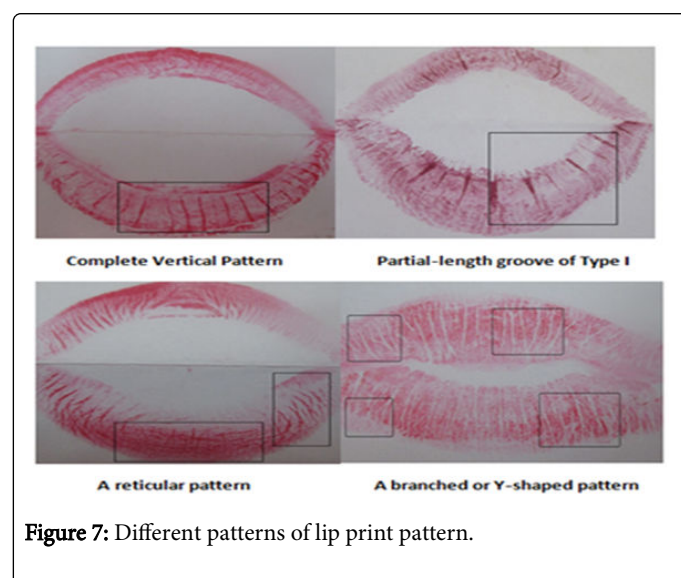 Complete Vertical Pattern
Partial-length groove of Type I
A reticular pattern
A branched or Y-shaped pattern
Figure 7: Different patterns of lip print pattern.